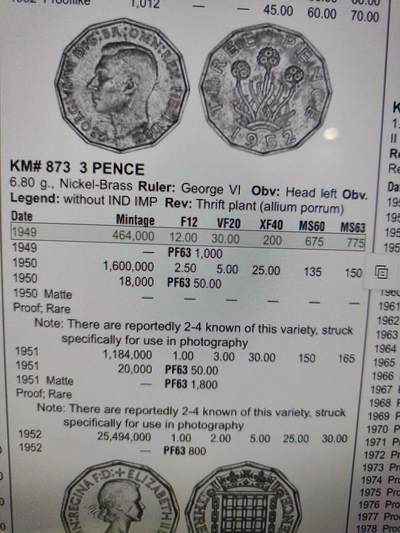 1,012 — — 45.00 60.00 70.00
KM# 873 3 PENCE
6.80 g., Nickel-Brass Ruler: George VI Obv: Head left Obv.
Legend: without IND IMP Rev: Thrift plant (allium porrum)
Date Mintage F12 VF20 XF40 MS60 MS63
1949 464,000 12.00 30.00 200 675 775
1949 — PF63 1,000
1950 1,600,000 2.50 5.00 25.00 135 150
1950 18,000 PF63 50.00
1950 Matte — — — — — —
Proof; Rare
Note: There are reportedly 2-4 known of this variety, struck
specifically for use in photography
1951 1,184,000 1.00 3.00 30.00 150 165
1951 20,000 PF63 50.00
1951 Matte — PF63 1,800
Proof; Rare
Note: There are reportedly 2-4 known of this variety, struck
specifically for use in photography
1952 25,494,000 1.00 2.00 5.00 25.00 30.00
1952 — PF63 800
1961
1962
1963
1964
1965
1966
1967
1968
1969
1970
1971
1972
1973
1974
1975
1976
1977
1978